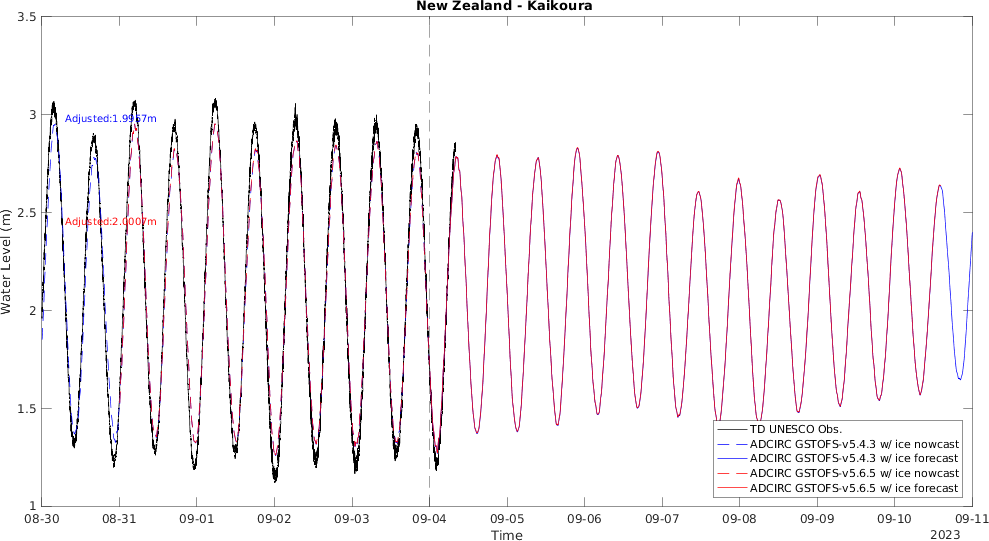 New Zealand - Kaikoura
3.5
3
2.5
2
1.5
1
Water Level (m)
Adjusted:1.9967m
Adjusted:2.0007m
TD UNESCO Obs.
ADCIRC GSTOFS-v5.4.3 w/ ice nowcast
ADCIRC GSTOFS-v5.4.3 w/ ice forecast
ADCIRC GSTOFS-v5.6.5 w/ ice nowcast
ADCIRC GSTOFS-v5.6.5 w/ ice forecast
08-30 08-31 09-01 09-02 09-03 09-04 09-05 09-06 09-07 09-08 09-09 09-10 09-11
Time
2023